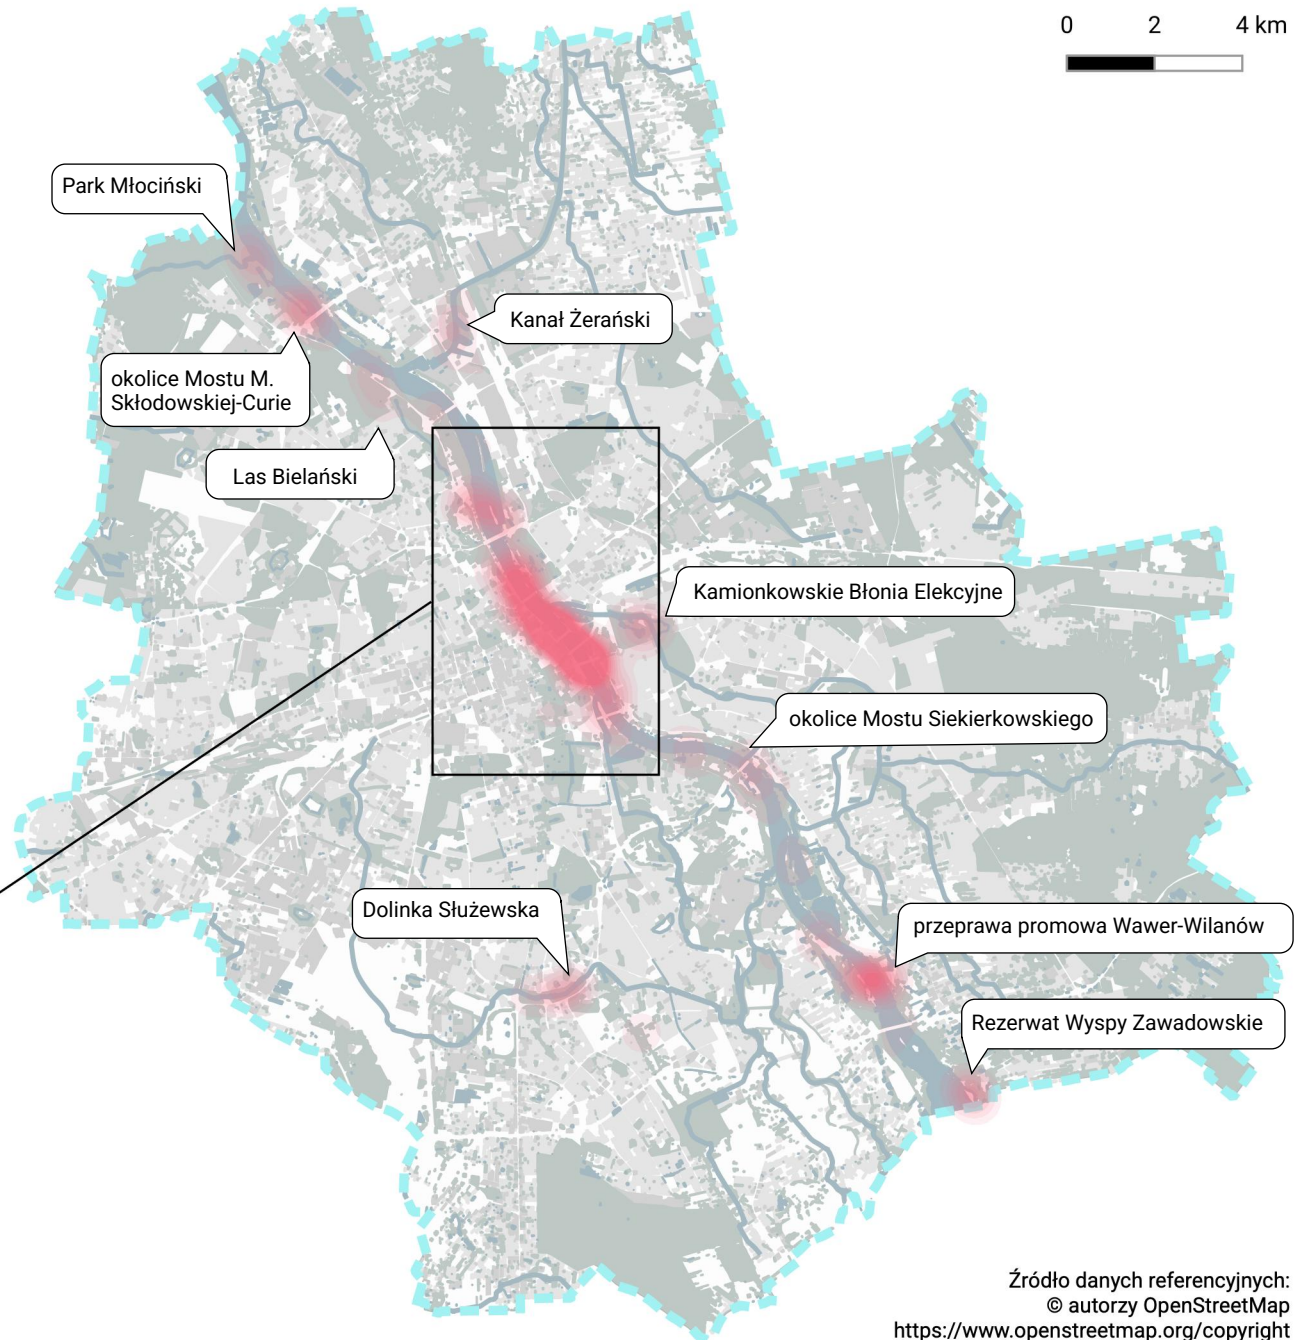 0 2 4 km
Park Młociński
Kanał Żerański
okolice Mostu M.
Skłodowskiej-Curie
Las Bielański
Kamionkowskie Błonia Elekcyjne
okolice Mostu Siekierkowskiego
Dolinka Służewska
przeprawa promowa Wawer-Wilanów
Rezerwat Wyspy Zawadowskie
Źródło danych referencyjnych:
© autorzy OpenStreetMap
https://www.openstreetmap.org/copyright